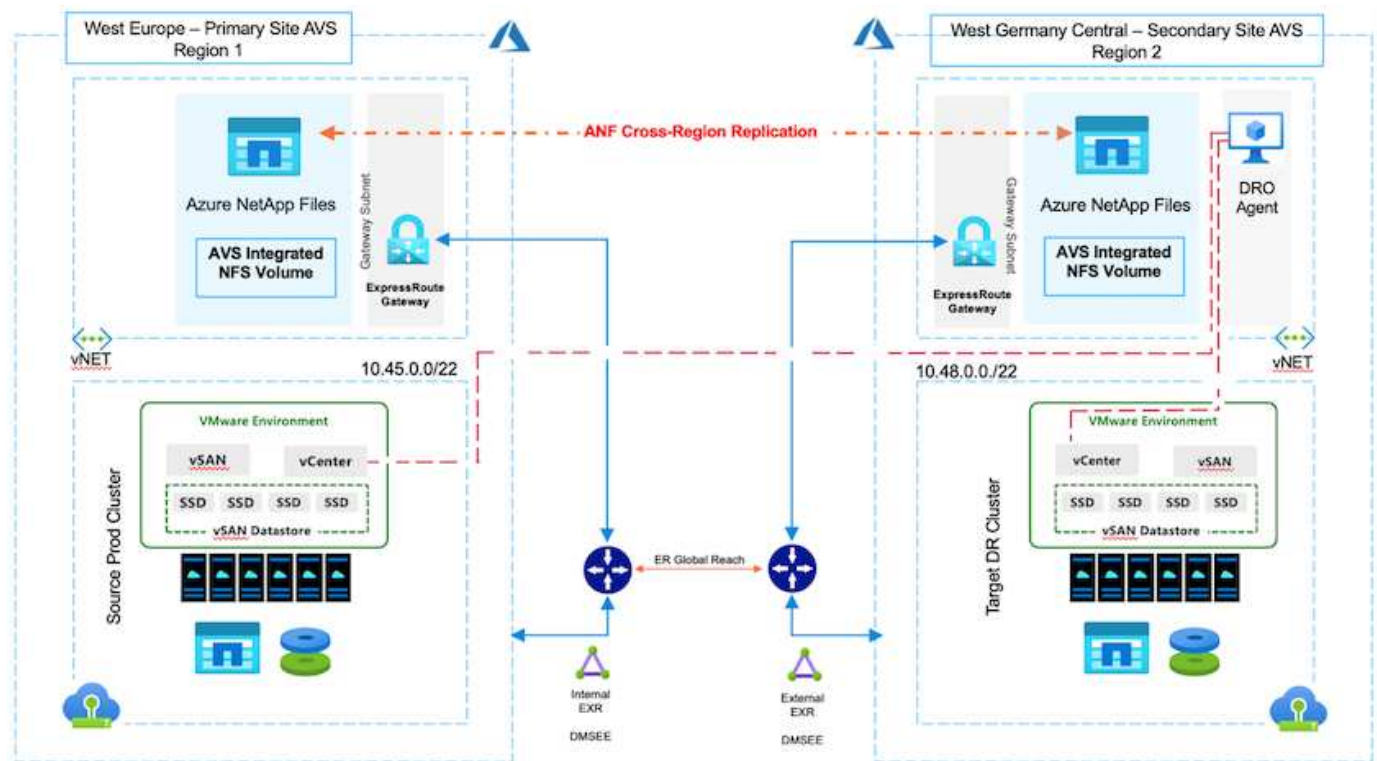 West Europe – Primary Site AVS
Region 1
West Germany Central – Secondary Site AVS
Region 2
ANF Cross-Region Replication
Azure NetApp Files
AVS Integrated
NFS Volume
Gateway Subnet
ExpressRoute
Gateway
Gateway Subnet
ExpressRoute
Gateway
Azure NetApp Files
AVS Integrated
NFS Volume
DRO
Agent
vNET
10.45.0.0/22
10.48.0.0./22
vNET
Source Prod Cluster
VMware Environment
vSAN
vCenter
SSD SSD SSD SSD
vSAN Datastore
ER Global Reach
Internal
EXR
DMSEE
External
EXR
DMSEE
Target DR Cluster
VMware Environment
vCenter
vSAN
SSD SSD SSD SSD
vSAN Datastore